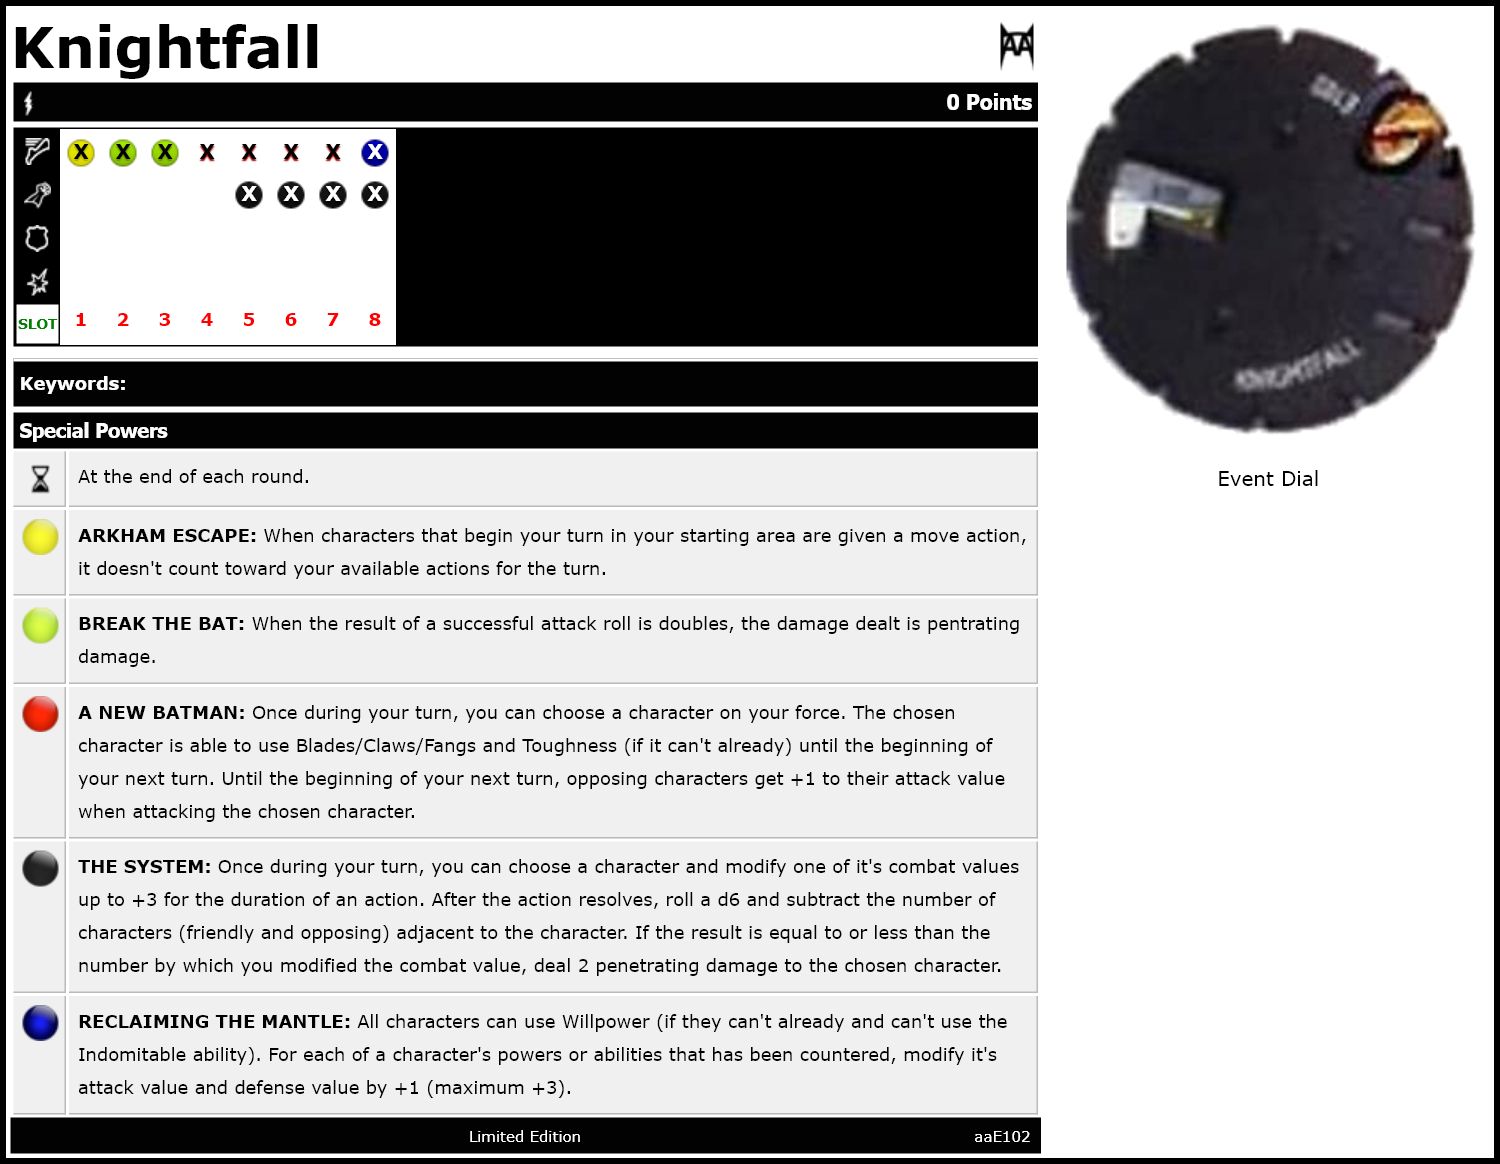 Knightfall
AA
0 Points
X X X X X X X X
X X X X
SLOT 1 2 3 4 5 6 7 8
Keywords:
Special Powers
At the end of each round.
ARKHAM ESCAPE: When characters that begin your turn in your starting area are given a move action,
it doesn't count toward your available actions for the turn.
BREAK THE BAT: When the result of a successful attack roll is doubles, the damage dealt is pentrating
damage.
A NEW BATMAN: Once during your turn, you can choose a character on your force. The chosen
character is able to use Blades/Claws/Fangs and Toughness (if it can't already) until the beginning of
your next turn. Until the beginning of your next turn, opposing characters get +1 to their attack value
when attacking the chosen character.
THE SYSTEM: Once during your turn, you can choose a character and modify one of it's combat values
up to +3 for the duration of an action. After the action resolves, roll a d6 and subtract the number of
characters (friendly and opposing) adjacent to the character. If the result is equal to or less than the
number by which you modified the combat value, deal 2 penetrating damage to the chosen character.
RECLAIMING THE MANTLE: All characters can use Willpower (if they can't already and can't use the
Indomitable ability). For each of a character's powers or abilities that has been countered, modify it's
attack value and defense value by +1 (maximum +3).
Limited Edition
aaE102
KNIGHTFALL
Event Dial